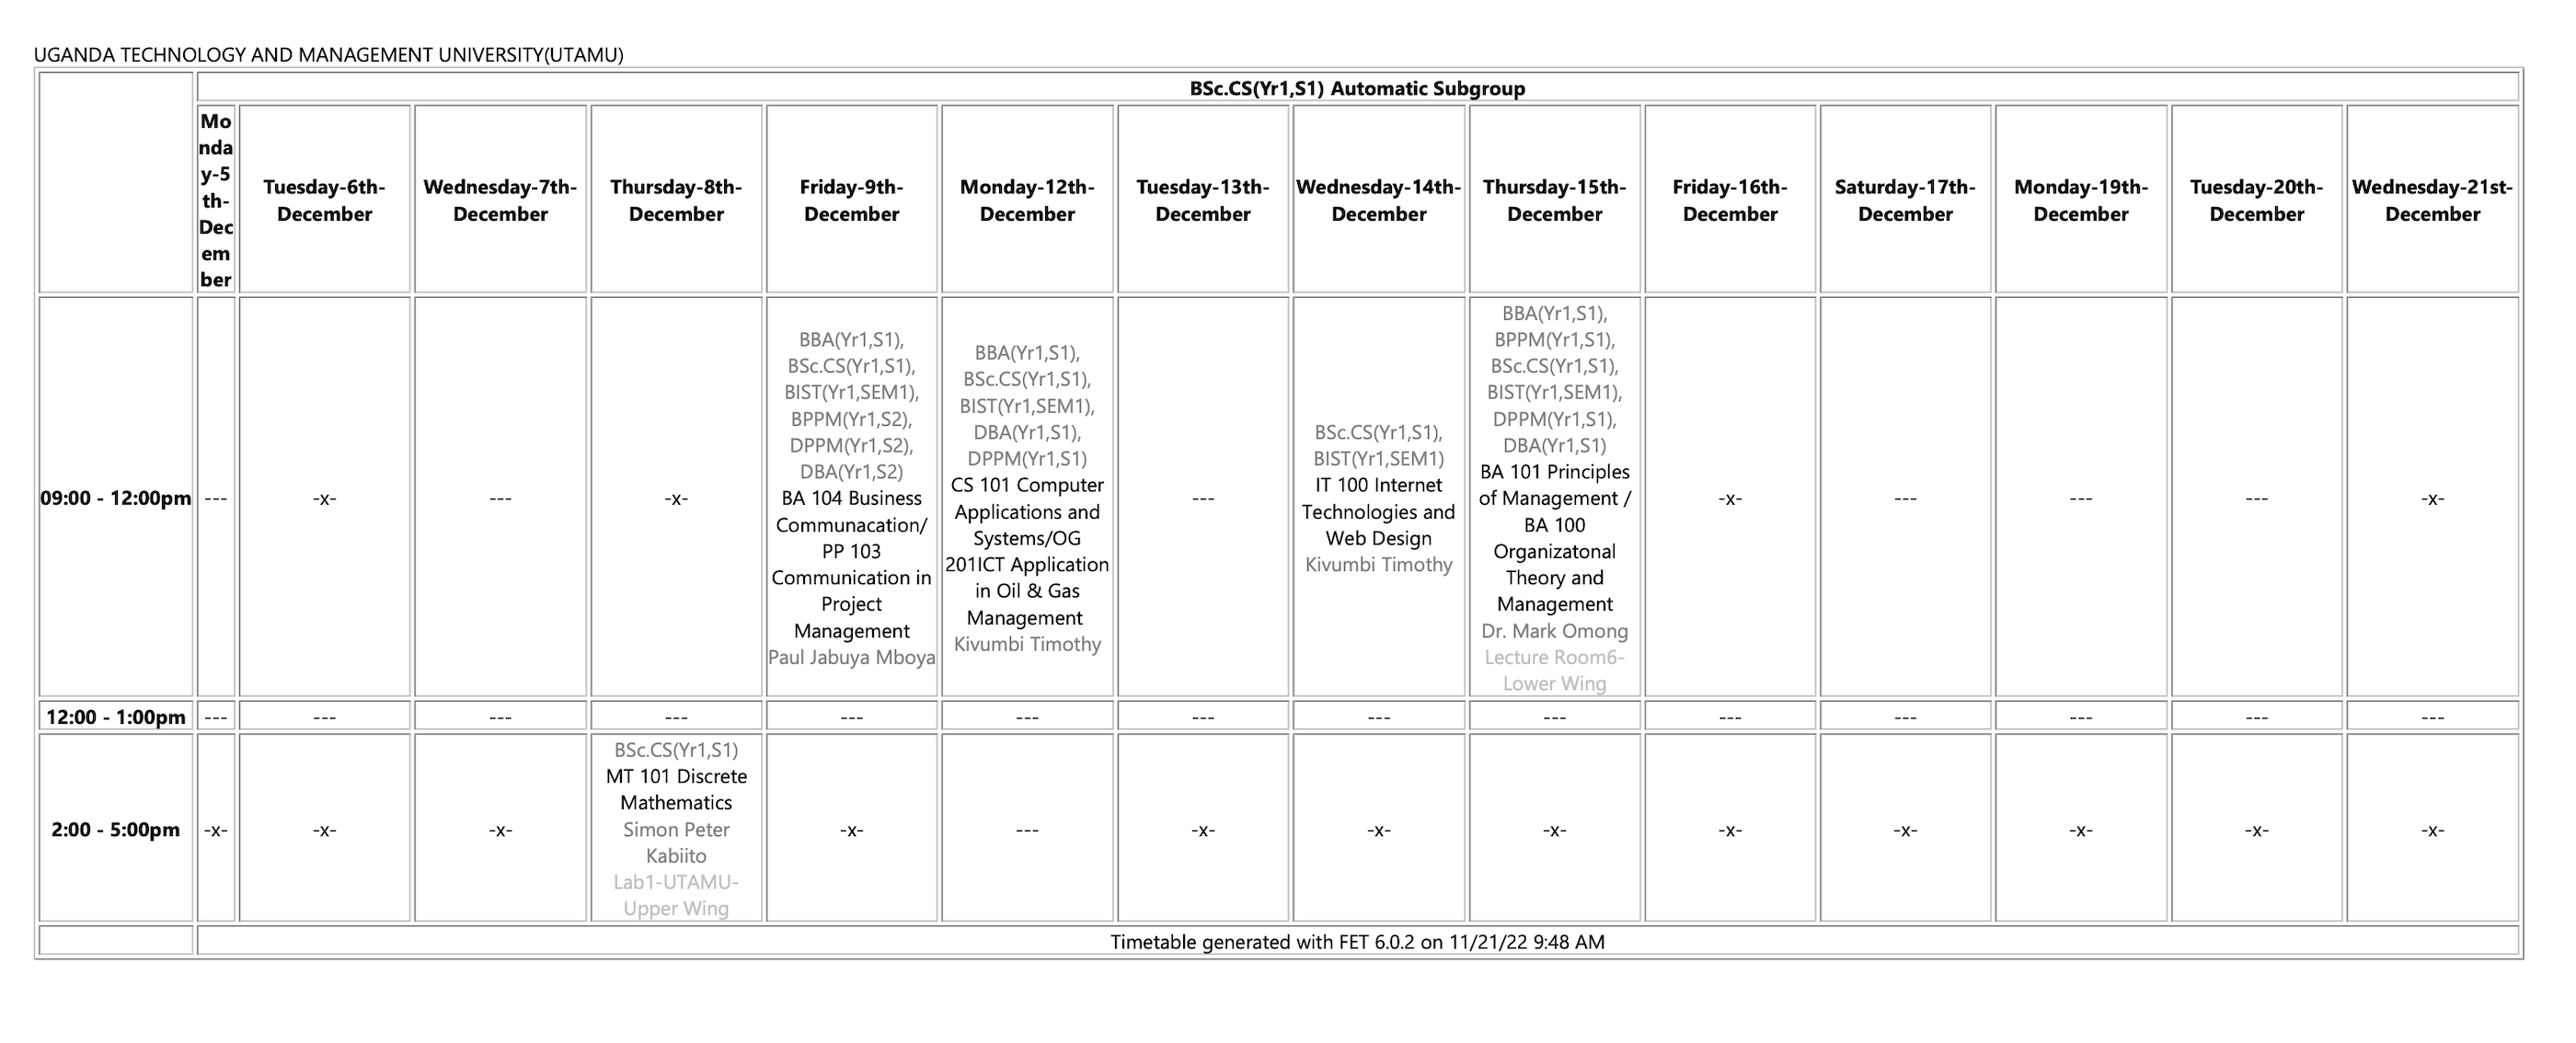 UGANDA TECHNOLOGY AND MANAGEMENT UNIVERSITY(UTAMU)
BSc.CS(Yr1,S1) Automatic Subgroup
Mo
nda
y-5
th-
Dec
em
ber
Tuesday-6th-
December
Wednesday-7th-
December
Thursday-8th-
December
Friday-9th-
December
Monday-12th-
December
Tuesday-13th-
December
Wednesday-14th-
December
Thursday-15th-
December
Friday-16th-
December
Saturday-17th-
December
Monday-19th-
December
Tuesday-20th-
December
Wednesday-21st-
December
09:00 - 12:00pm
---
-x-
---
-x-
BBA(Yr1,S1),
BSc.CS(Yr1,S1),
BIST(Yr1,SEM1),
BPPM(Yr1,S2),
DPPM(Yr1,S2),
DBA(Yr1,S2)
BA 104 Business
Communacation/
PP 103
Communication in
Project
Management
Paul Jabuya Mboya
BBA(Yr1,S1),
BSc.CS(Yr1,S1),
BIST(Yr1,SEM1),
DBA(Yr1,S1),
DPPM(Yr1,S1)
CS 101 Computer
Applications and
Systems/OG
201ICT Application
in Oil & Gas
Management
Kivumbi Timothy
---
BSc.CS(Yr1,S1),
BIST(Yr1,SEM1)
IT 100 Internet
Technologies and
Web Design
Kivumbi Timothy
BBA(Yr1,S1),
BPPM(Yr1,S1),
BSc.CS(Yr1,S1),
BIST(Yr1,SEM1),
DPPM(Yr1,S1),
DBA(Yr1,S1)
BA 101 Principles
of Management /
BA 100
Organizatonal
Theory and
Management
Dr. Mark Omong
Lecture Room6-
Lower Wing
-x-
---
---
---
-x-
12:00 - 1:00pm
---
---
---
---
---
---
---
---
---
---
---
---
---
---
2:00 - 5:00pm
-x-
-x-
-x-
BSc.CS(Yr1,S1)
MT 101 Discrete
Mathematics
Simon Peter
Kabiito
Lab1-UTAMU-
Upper Wing
-x-
---
-x-
-x-
-x-
-x-
-x-
-x-
-x-
-x-
Timetable generated with FET 6.0.2 on 11/21/22 9:48 AM